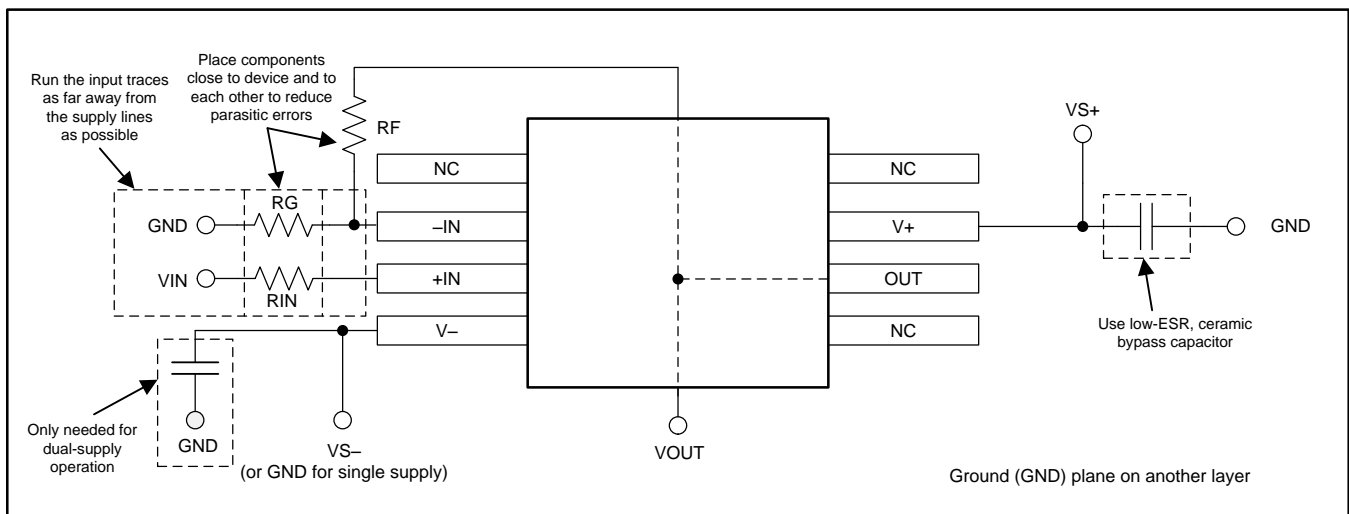 Run the input traces
as far away from
the supply lines
as possible
Place components
close to device and to
each other to reduce
parasitic errors
RF
VS+
NC
NC
RG
GND
–IN
V+
GND
VIN
+IN
OUT
RIN
V–
NC
Use low-ESR, ceramic
bypass capacitor
Only needed for
dual-supply
operation
GND
VS–
(or GND for single supply)
VOUT
Ground (GND) plane on another layer